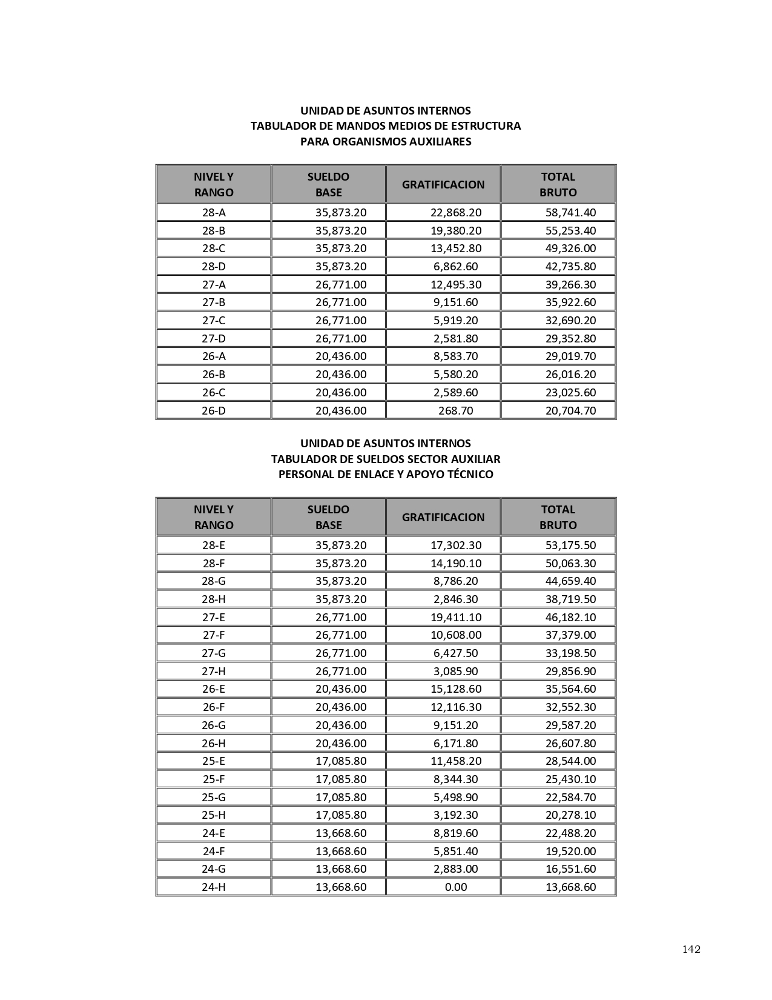 UNIDAD DE ASUNTOS INTERNOS
TABULADOR DE MANDOS MEDIOS DE ESTRUCTURA
PARA ORGANISMOS AUXILIARES
NIVEL Y RANGO SUELDO BASE GRATIFICACION TOTAL BRUTO
28-A 35,873.20 22,868.20 58,741.40
28-B 35,873.20 19,380.20 55,253.40
28-C 35,873.20 13,452.80 49,326.00
28-D 35,873.20 6,862.60 42,735.80
27-A 26,771.00 12,495.30 39,266.30
27-B 26,771.00 9,151.60 35,922.60
27-C 26,771.00 5,919.20 32,690.20
27-D 26,771.00 2,581.80 29,352.80
26-A 20,436.00 8,583.70 29,019.70
26-B 20,436.00 5,580.20 26,016.20
26-C 20,436.00 2,589.60 23,025.60
26-D 20,436.00 268.70 20,704.70
UNIDAD DE ASUNTOS INTERNOS
TABULADOR DE SUELDOS SECTOR AUXILIAR
PERSONAL DE ENLACE Y APOYO TÉCNICO
NIVEL Y RANGO SUELDO BASE GRATIFICACION TOTAL BRUTO
28-E 35,873.20 17,302.30 53,175.50
28-F 35,873.20 14,190.10 50,063.30
28-G 35,873.20 8,786.20 44,659.40
28-H 35,873.20 2,846.30 38,719.50
27-E 26,771.00 19,411.10 46,182.10
27-F 26,771.00 10,608.00 37,379.00
27-G 26,771.00 6,427.50 33,198.50
27-H 26,771.00 3,085.90 29,856.90
26-E 20,436.00 15,128.60 35,564.60
26-F 20,436.00 12,116.30 32,552.30
26-G 20,436.00 9,151.20 29,587.20
26-H 20,436.00 6,171.80 26,607.80
25-E 17,085.80 11,458.20 28,544.00
25-F 17,085.80 8,344.30 25,430.10
25-G 17,085.80 5,498.90 22,584.70
25-H 17,085.80 3,192.30 20,278.10
24-E 13,668.60 8,819.60 22,488.20
24-F 13,668.60 5,851.40 19,520.00
24-G 13,668.60 2,883.00 16,551.60
24-H 13,668.60 0.00 13,668.60
142